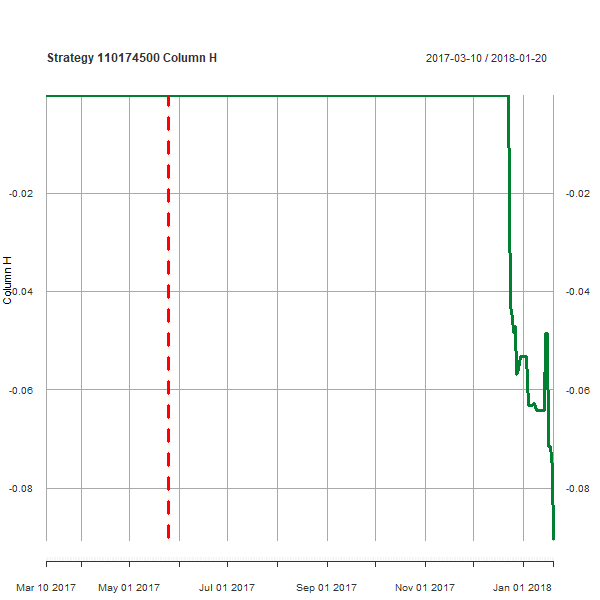 Strategy 110174500 Column H
2017-03-10 / 2018-01-20
-0.02 -0.02
Column H
-0.04 -0.04
-0.06 -0.06
-0.08 -0.08
Mar 10 2017 May 01 2017 Jul 01 2017 Sep 01 2017 Nov 01 2017 Jan 01 2018